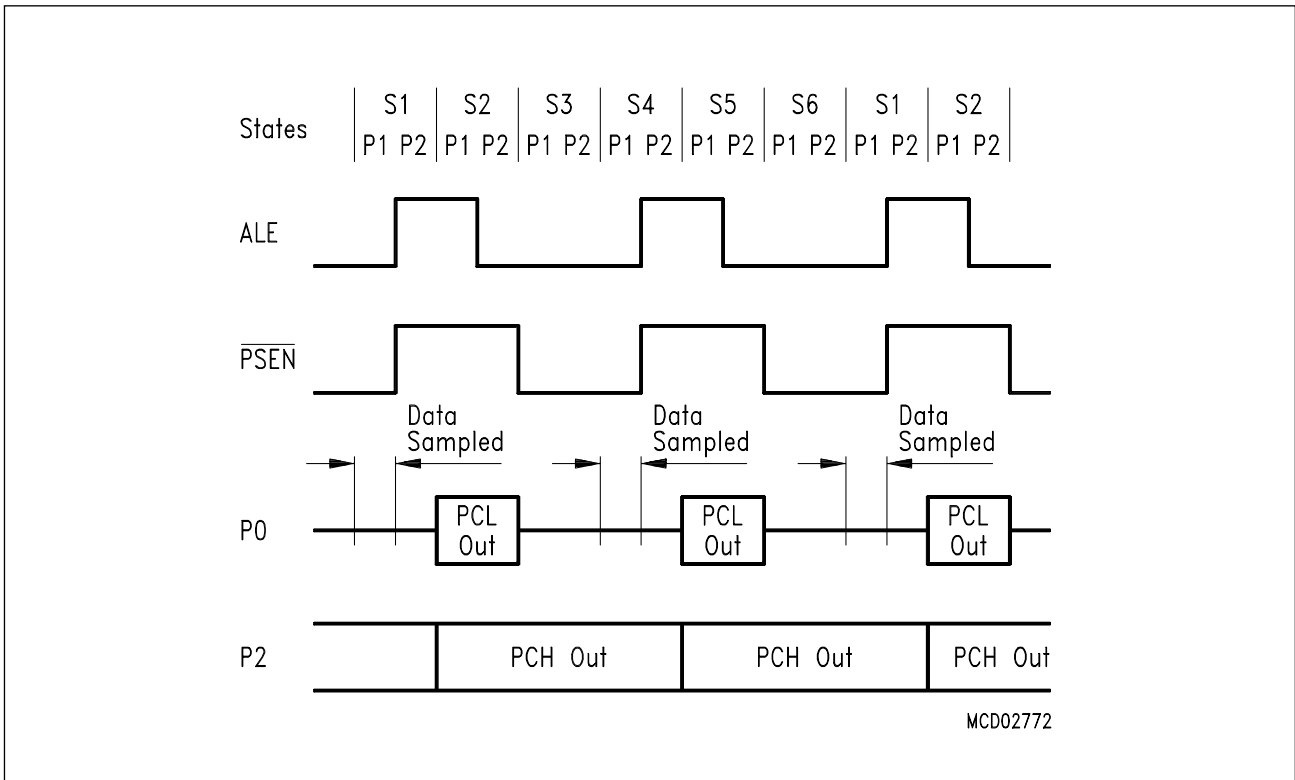 States
S1 S2 S3 S4 S5 S6 S1 S2
P1 P2 P1 P2 P1 P2 P1 P2 P1 P2 P1 P2 P1 P2 P1 P2
ALE
PSEN
Data Sampled
Data Sampled
Data Sampled
P0
PCL Out
PCL Out
PCL Out
P2
PCH Out PCH Out PCH Out
MCD02772